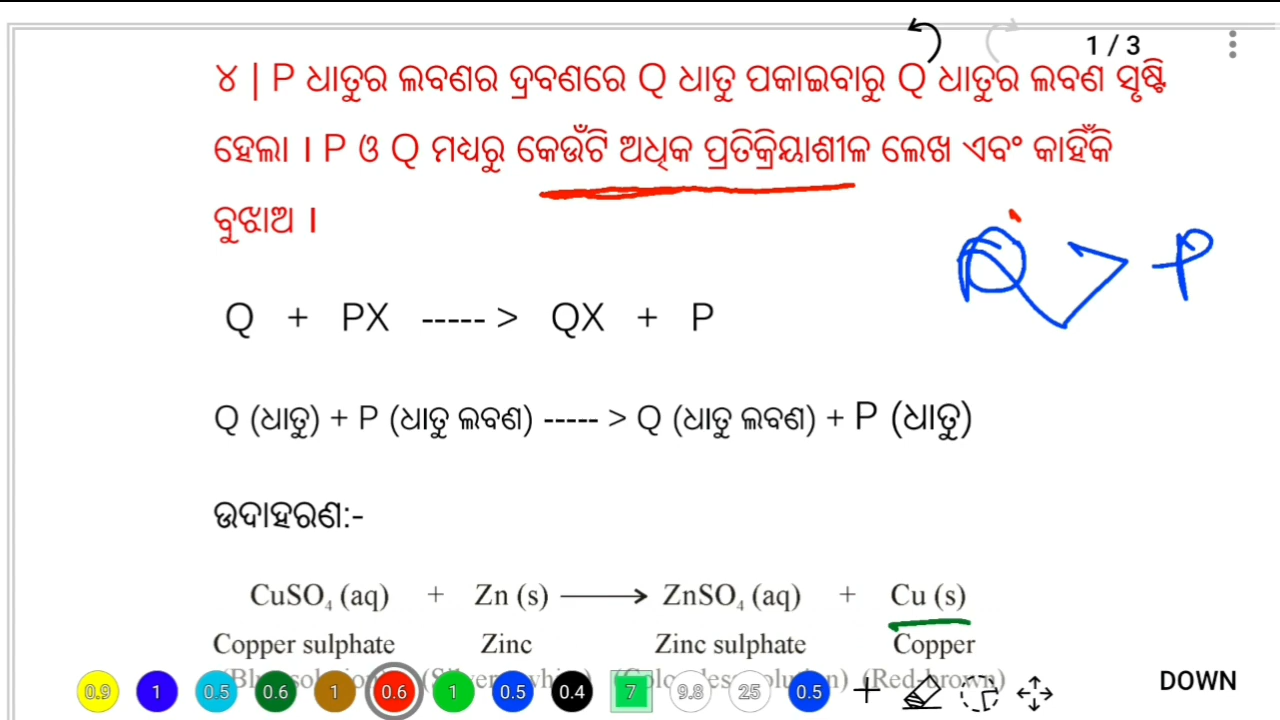 1 / 3
୪ | P ଧାତୁର ଲବଣର ଦ୍ରବଣରେ Q ଧାତୁ ପକାଇବାରୁ Q ଧାତୁର ଲବଣ ସୃଷ୍ଟି
ହେଲା । P ଓ Q ମଧ୍ୟରୁ କେଉଁଟି ଅଧିକ ପ୍ରତିକ୍ରିୟାଶୀଳ ଲେଖ ଏବଂ କାହିଁକି
ବୁଝାଅ ।
Q > P
Q + PX ----- > QX + P
Q (ଧାତୁ) + P (ଧାତୁ ଲବଣ) ----- > Q (ଧାତୁ ଲବଣ) + P (ଧାତୁ)
ଉଦାହରଣ:-
CuSO₄ (aq) + Zn (s) ⟶ ZnSO₄ (aq) + Cu (s)
Copper sulphate Zinc Zinc sulphate Copper
(Red-brown)
0.9 1 0.5 0.6 1 0.6 1 0.5 0.4 7 9.8 25 0.5
DOWN